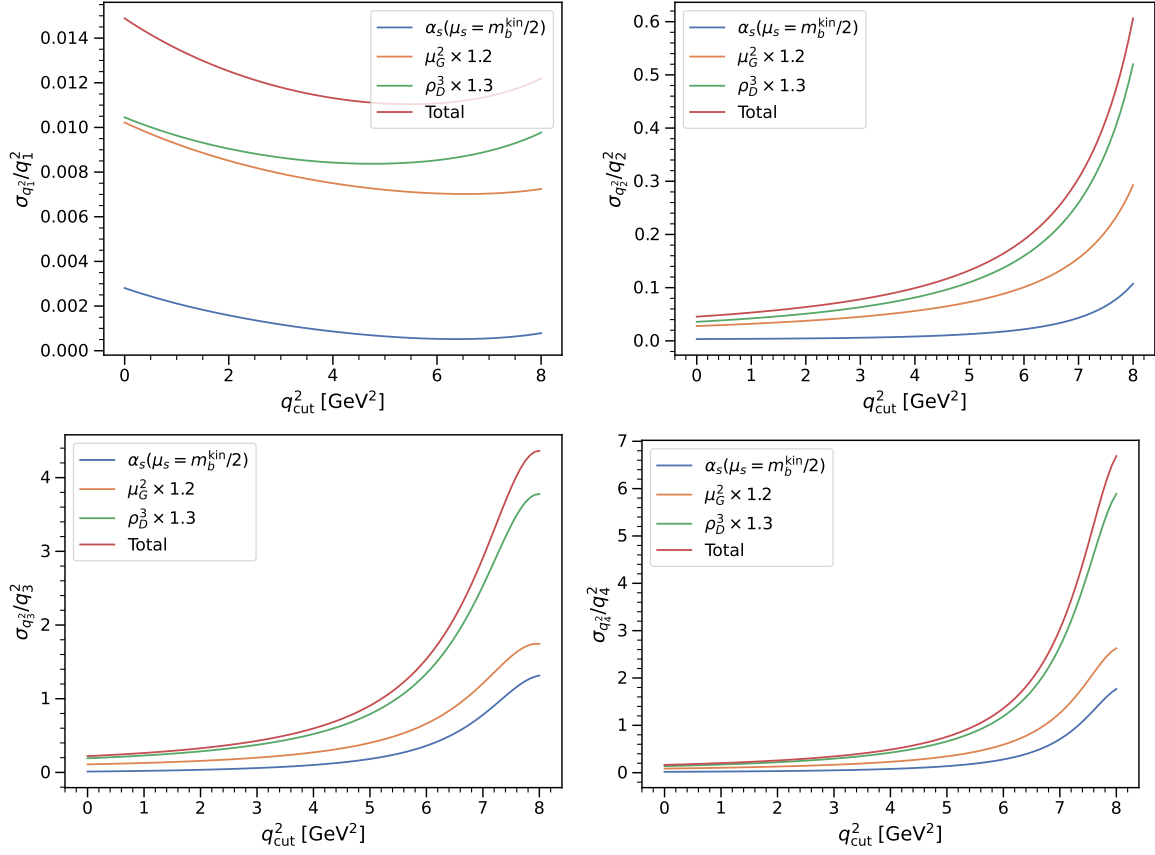 σ_{q_1^2}/q_1^2
0.014
0.012
0.010
0.008
0.006
0.004
0.002
0.000
α_s(μ_s = m_b^{kin}/2)
μ_G^2 × 1.2
ρ_D^3 × 1.3
Total
0 2 4 6 8
q_{cut}^2 [GeV^2]
σ_{q_2^2}/q_2^2
0.6
0.5
0.4
0.3
0.2
0.1
0.0
α_s(μ_s = m_b^{kin}/2)
μ_G^2 × 1.2
ρ_D^3 × 1.3
Total
0 1 2 3 4 5 6 7 8
q_{cut}^2 [GeV^2]
σ_{q_3^2}/q_3^2
4
3
2
1
0
α_s(μ_s = m_b^{kin}/2)
μ_G^2 × 1.2
ρ_D^3 × 1.3
Total
0 1 2 3 4 5 6 7 8
q_{cut}^2 [GeV^2]
σ_{q_4^2}/q_4^2
7
6
5
4
3
2
1
0
α_s(μ_s = m_b^{kin}/2)
μ_G^2 × 1.2
ρ_D^3 × 1.3
Total
0 1 2 3 4 5 6 7 8
q_{cut}^2 [GeV^2]